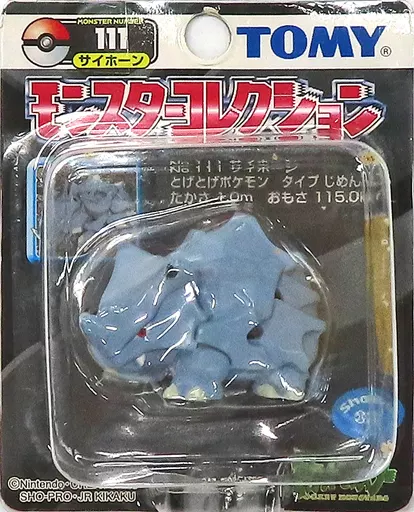 MONSTER NUMBER
111
サイホーン
TOMY®
モンスターコレクション
No 111 サイホーン
とげとげポケモン タイプ じめん
たかさ 1.0m おもさ 115.0
©Nintendo・
SHO-PRO・JR KIKAKU